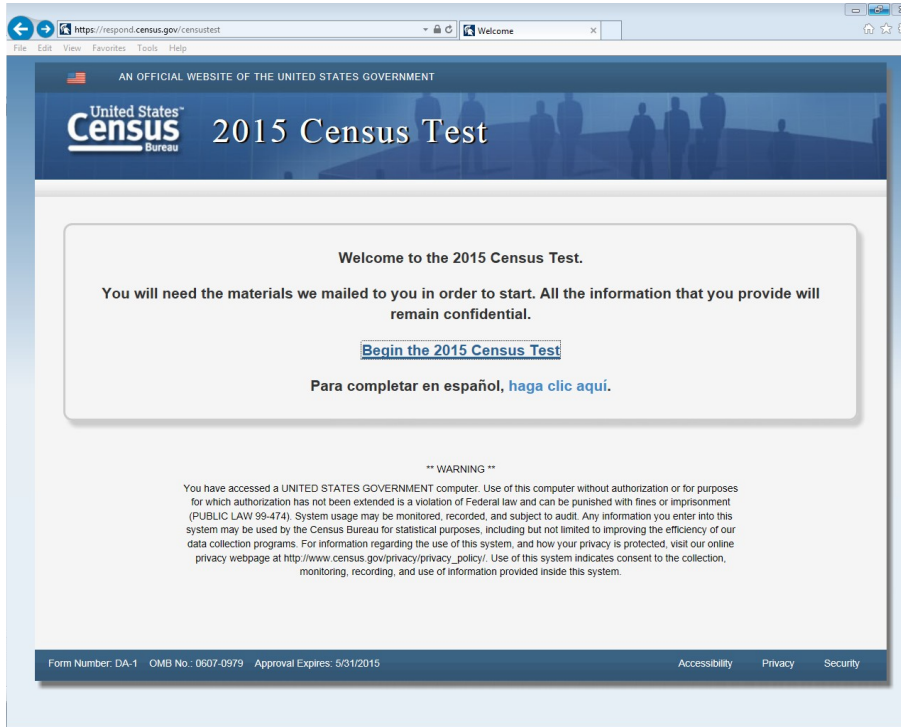 https://respond.census.gov/censustest
Welcome
File Edit View Favorites Tools Help
AN OFFICIAL WEBSITE OF THE UNITED STATES GOVERNMENT
United States™
Census
Bureau
2015 Census Test
Welcome to the 2015 Census Test.
You will need the materials we mailed to you in order to start. All the information that you provide will
remain confidential.
Begin the 2015 Census Test
Para completar en español, haga clic aquí.
** WARNING **
You have accessed a UNITED STATES GOVERNMENT computer. Use of this computer without authorization or for purposes
for which authorization has not been extended is a violation of Federal law and can be punished with fines or imprisonment
(PUBLIC LAW 99-474). System usage may be monitored, recorded, and subject to audit. Any information you enter into this
system may be used by the Census Bureau for statistical purposes, including but not limited to improving the efficiency of our
data collection programs. For information regarding the use of this system, and how your privacy is protected, visit our online
privacy webpage at http://www.census.gov/privacy/privacy_policy/. Use of this system indicates consent to the collection,
monitoring, recording, and use of information provided inside this system.
Form Number: DA-1 OMB No.: 0607-0979 Approval Expires: 5/31/2015 Accessibility Privacy Security